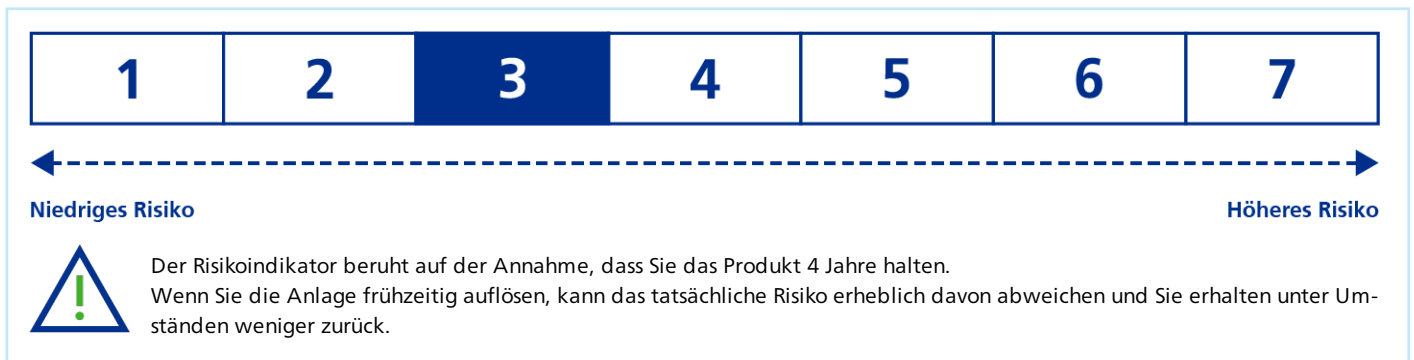 1 2 3 4 5 6 7
Niedriges Risiko Höheres Risiko
Der Risikoindikator beruht auf der Annahme, dass Sie das Produkt 4 Jahre halten.
Wenn Sie die Anlage frühzeitig auflösen, kann das tatsächliche Risiko erheblich davon abweichen und Sie erhalten unter Um-
ständen weniger zurück.